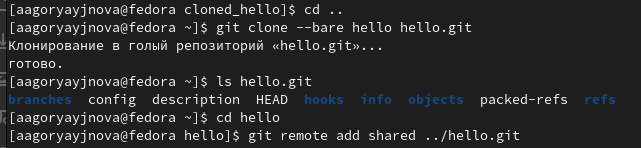 [aagoryayjnova@fedora cloned_hello]$ cd ..
[aagoryayjnova@fedora ~]$ git clone --bare hello hello.git
Клонирование в голый репозиторий «hello.git»...
готово.
[aagoryayjnova@fedora ~]$ ls hello.git
branches config description HEAD hooks info objects packed-refs refs
[aagoryayjnova@fedora ~]$ cd hello
[aagoryayjnova@fedora hello]$ git remote add shared ../hello.git